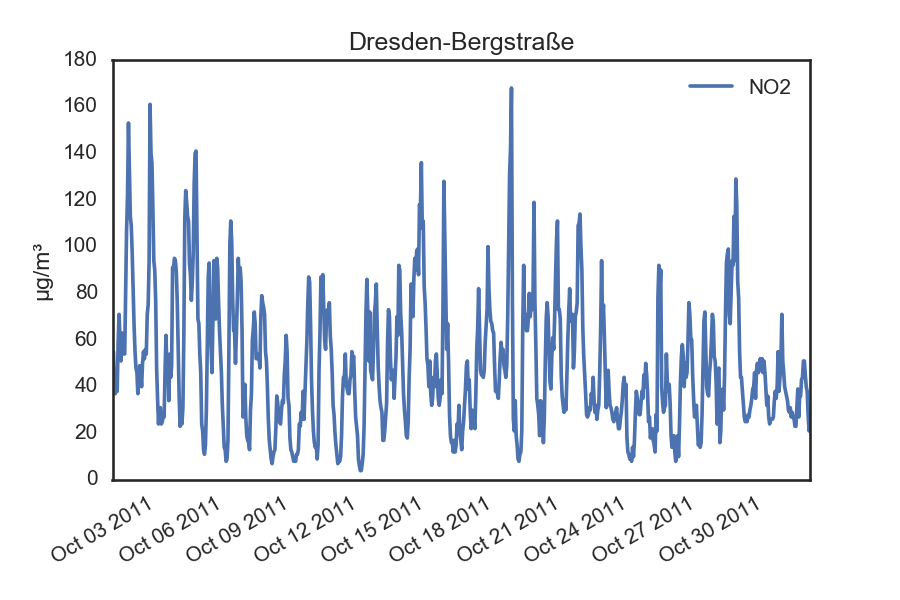 Dresden-Bergstraße
180
160
140
120
100
80
60
40
20
0
µg/m³
NO2
Oct 03 2011
Oct 06 2011
Oct 09 2011
Oct 12 2011
Oct 15 2011
Oct 18 2011
Oct 21 2011
Oct 24 2011
Oct 27 2011
Oct 30 2011